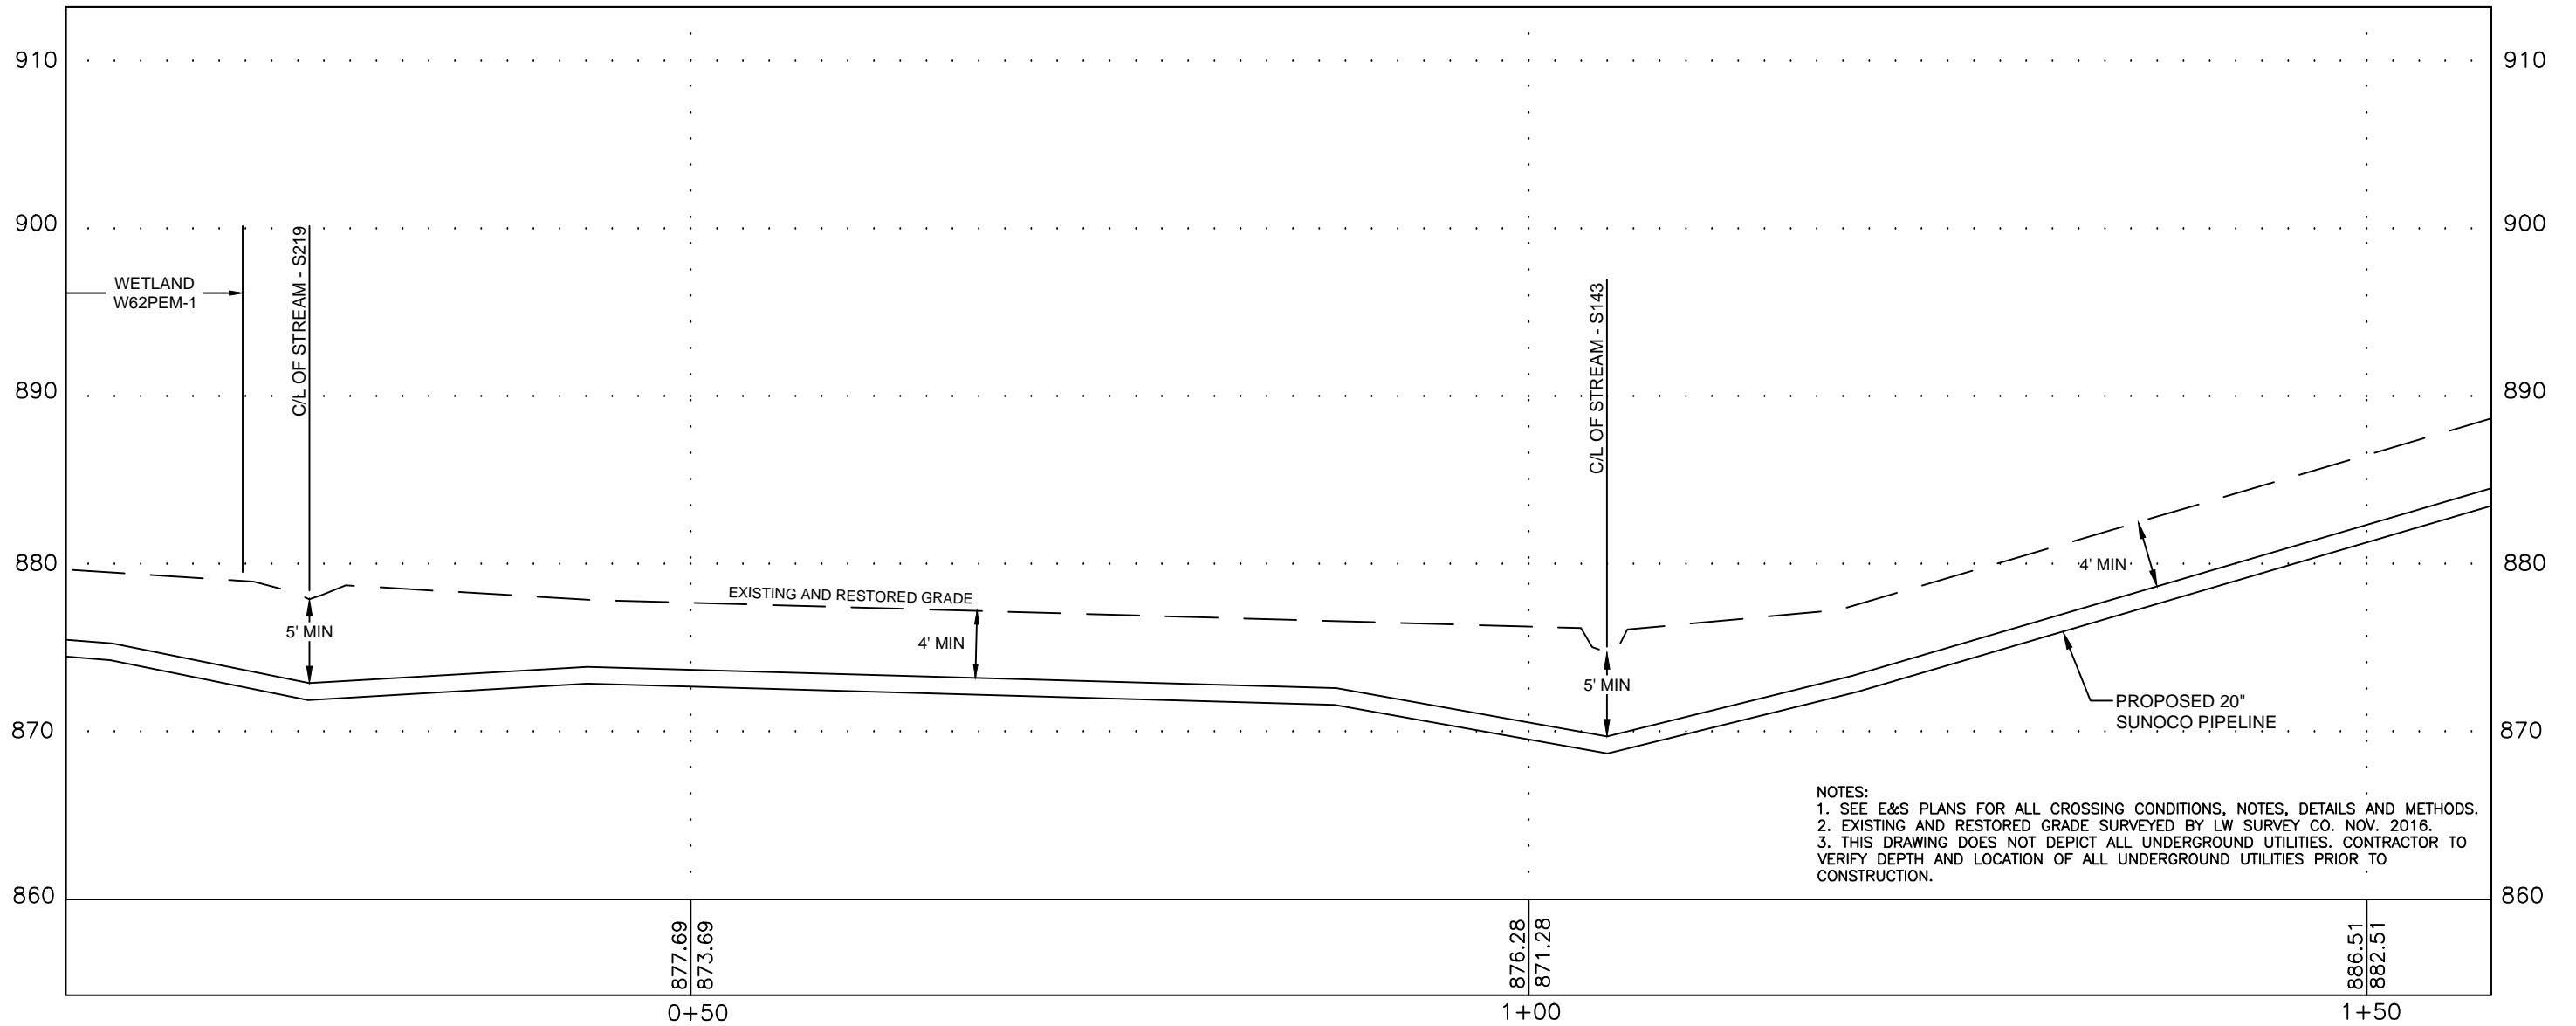 910
910
900
900
WETLAND
W62PEM-1
C/L OF STREAM - S219
C/L OF STREAM - S143
890
890
880
880
EXISTING AND RESTORED GRADE
5' MIN
4' MIN
5' MIN
4' MIN
PROPOSED 20"
SUNOCO PIPELINE
870
870
NOTES:
1. SEE E&S PLANS FOR ALL CROSSING CONDITIONS, NOTES, DETAILS AND METHODS.
2. EXISTING AND RESTORED GRADE SURVEYED BY LW SURVEY CO. NOV. 2016.
3. THIS DRAWING DOES NOT DEPICT ALL UNDERGROUND UTILITIES. CONTRACTOR TO
VERIFY DEPTH AND LOCATION OF ALL UNDERGROUND UTILITIES PRIOR TO
CONSTRUCTION.
860
860
877.69
873.69
876.28
871.28
886.51
882.51
0+50
1+00
1+50